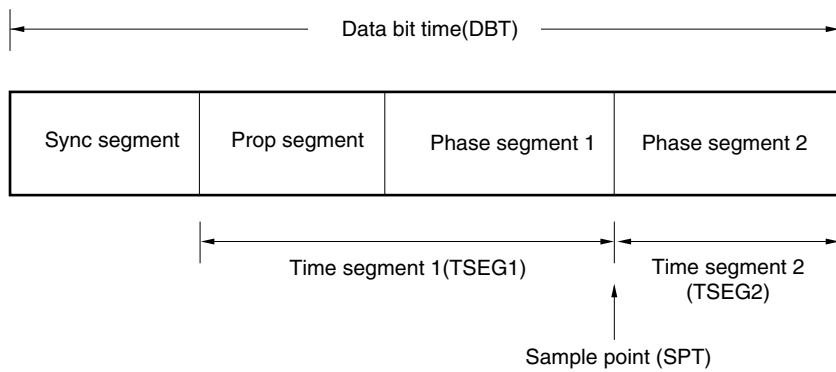 Data bit time(DBT)
Sync segment
Prop segment
Phase segment 1
Phase segment 2
Time segment 1(TSEG1)
Time segment 2
(TSEG2)
Sample point (SPT)